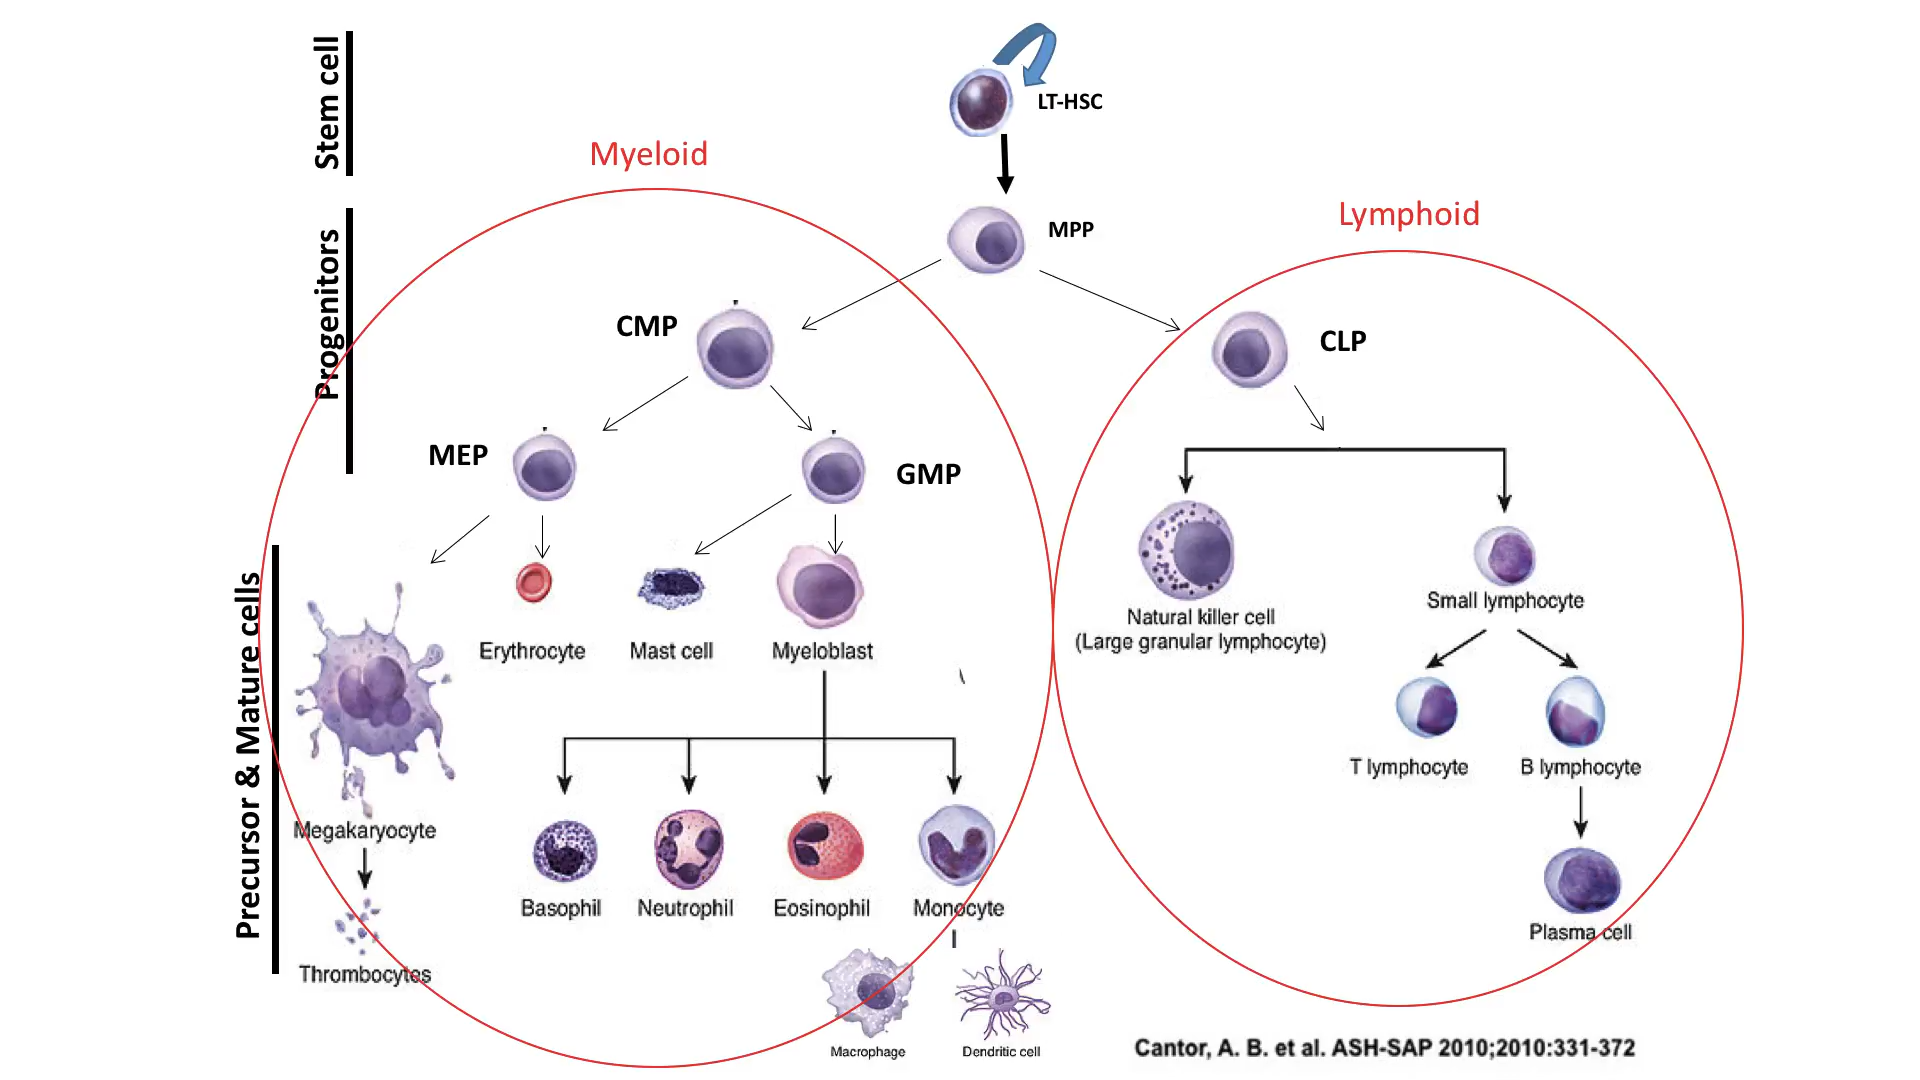 Stem cell
LT-HSC
Myeloid
Progenitors
MPP
Lymphoid
CMP
CLP
MEP
GMP
Precursor & Mature cells
Erythrocyte
Mast cell
Myeloblast
Natural killer cell
(Large granular lymphocyte)
Small lymphocyte
T lymphocyte
B lymphocyte
Megakaryocyte
Basophil
Neutrophil
Eosinophil
Monocyte
Plasma cell
Thrombocytes
Macrophage
Dendritic cell
Cantor, A. B. et al. ASH-SAP 2010;2010:331-372